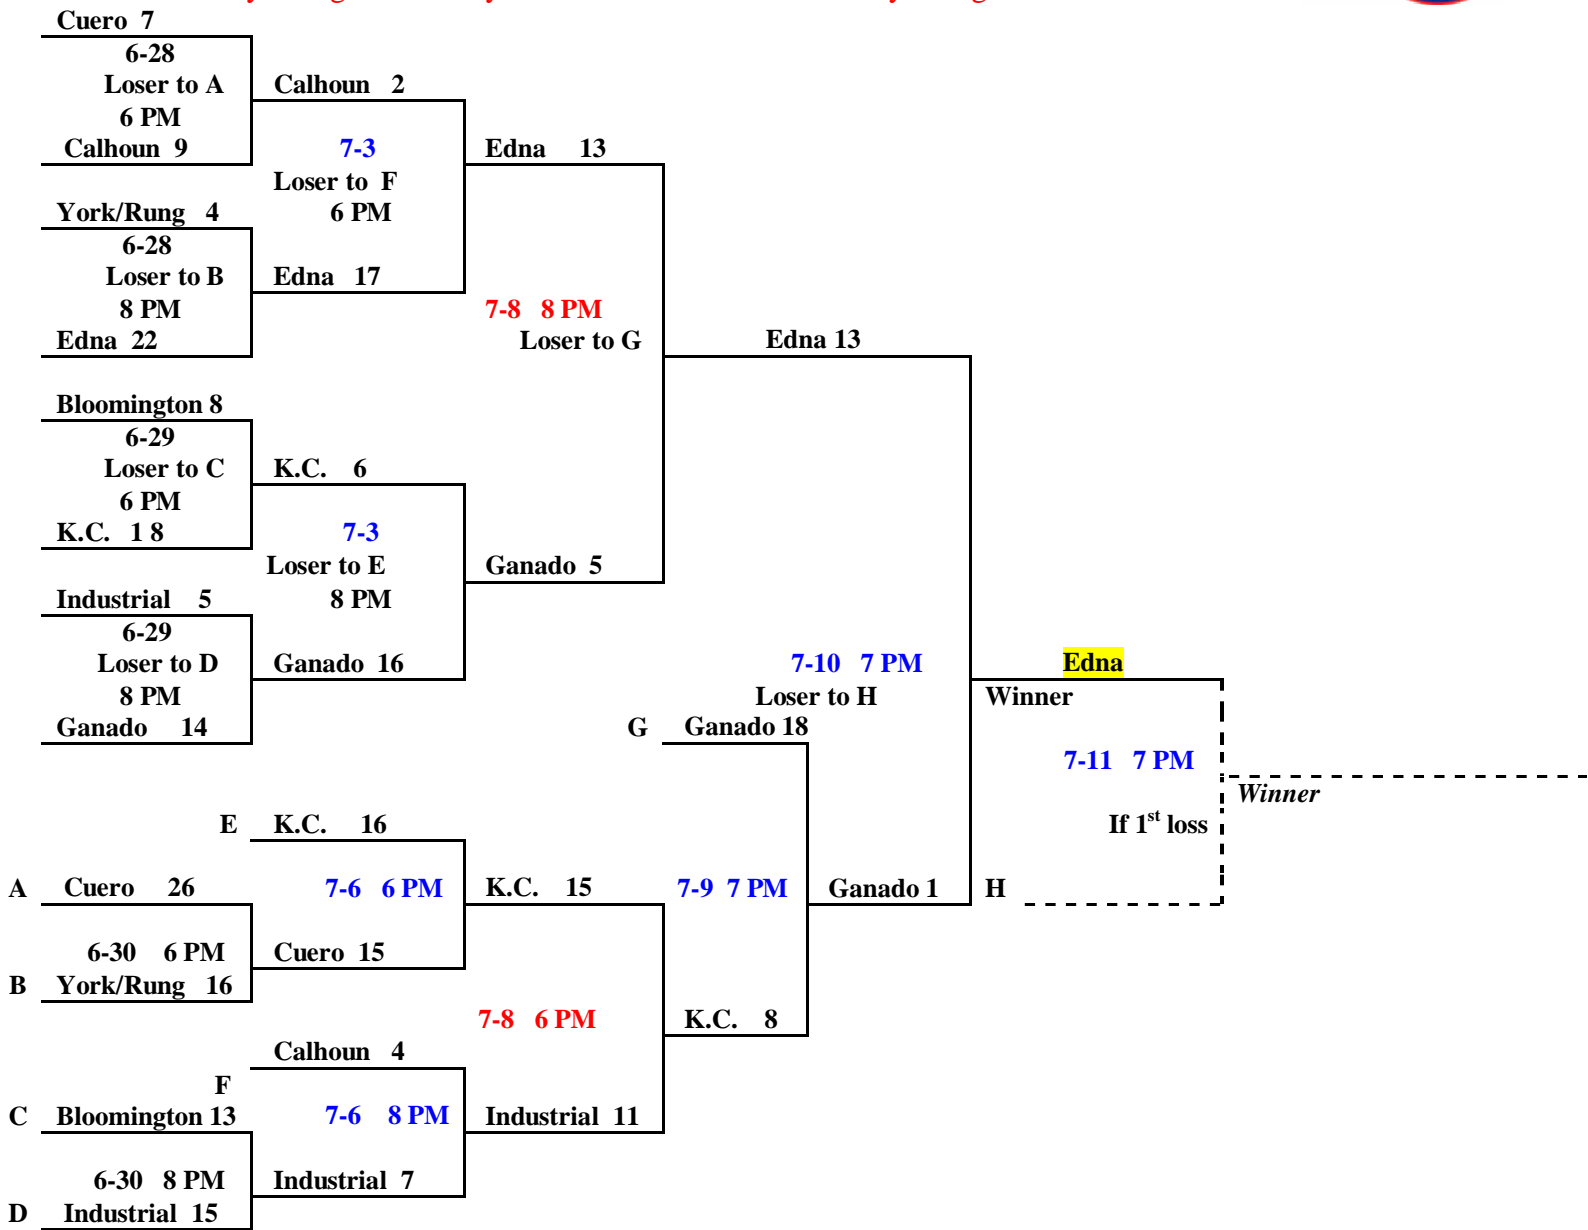 Cuero 7
6-28
Loser to A
6 PM
Calhoun 9
Calhoun 2
7-3
Loser to F
6 PM
Edna 13
York/Rung 4
6-28
Loser to B
8 PM
Edna 22
Edna 17
7-8 8 PM
Loser to G
Edna 13
Bloomington 8
6-29
Loser to C
6 PM
K.C. 1 8
K.C. 6
7-3
Loser to E
8 PM
Ganado 5
Industrial 5
6-29
Loser to D
8 PM
Ganado 14
Ganado 16
7-10 7 PM
Loser to H
Edna
Winner
G Ganado 18
7-11 7 PM
Winner
If 1st loss
H
E K.C. 16
A Cuero 26
7-6 6 PM
K.C. 15
7-9 7 PM
Ganado 1
6-30 6 PM
B York/Rung 16
Cuero 15
7-8 6 PM
K.C. 8
Calhoun 4
F
C Bloomington 13
7-6 8 PM
Industrial 11
6-30 8 PM
D Industrial 15
Industrial 7